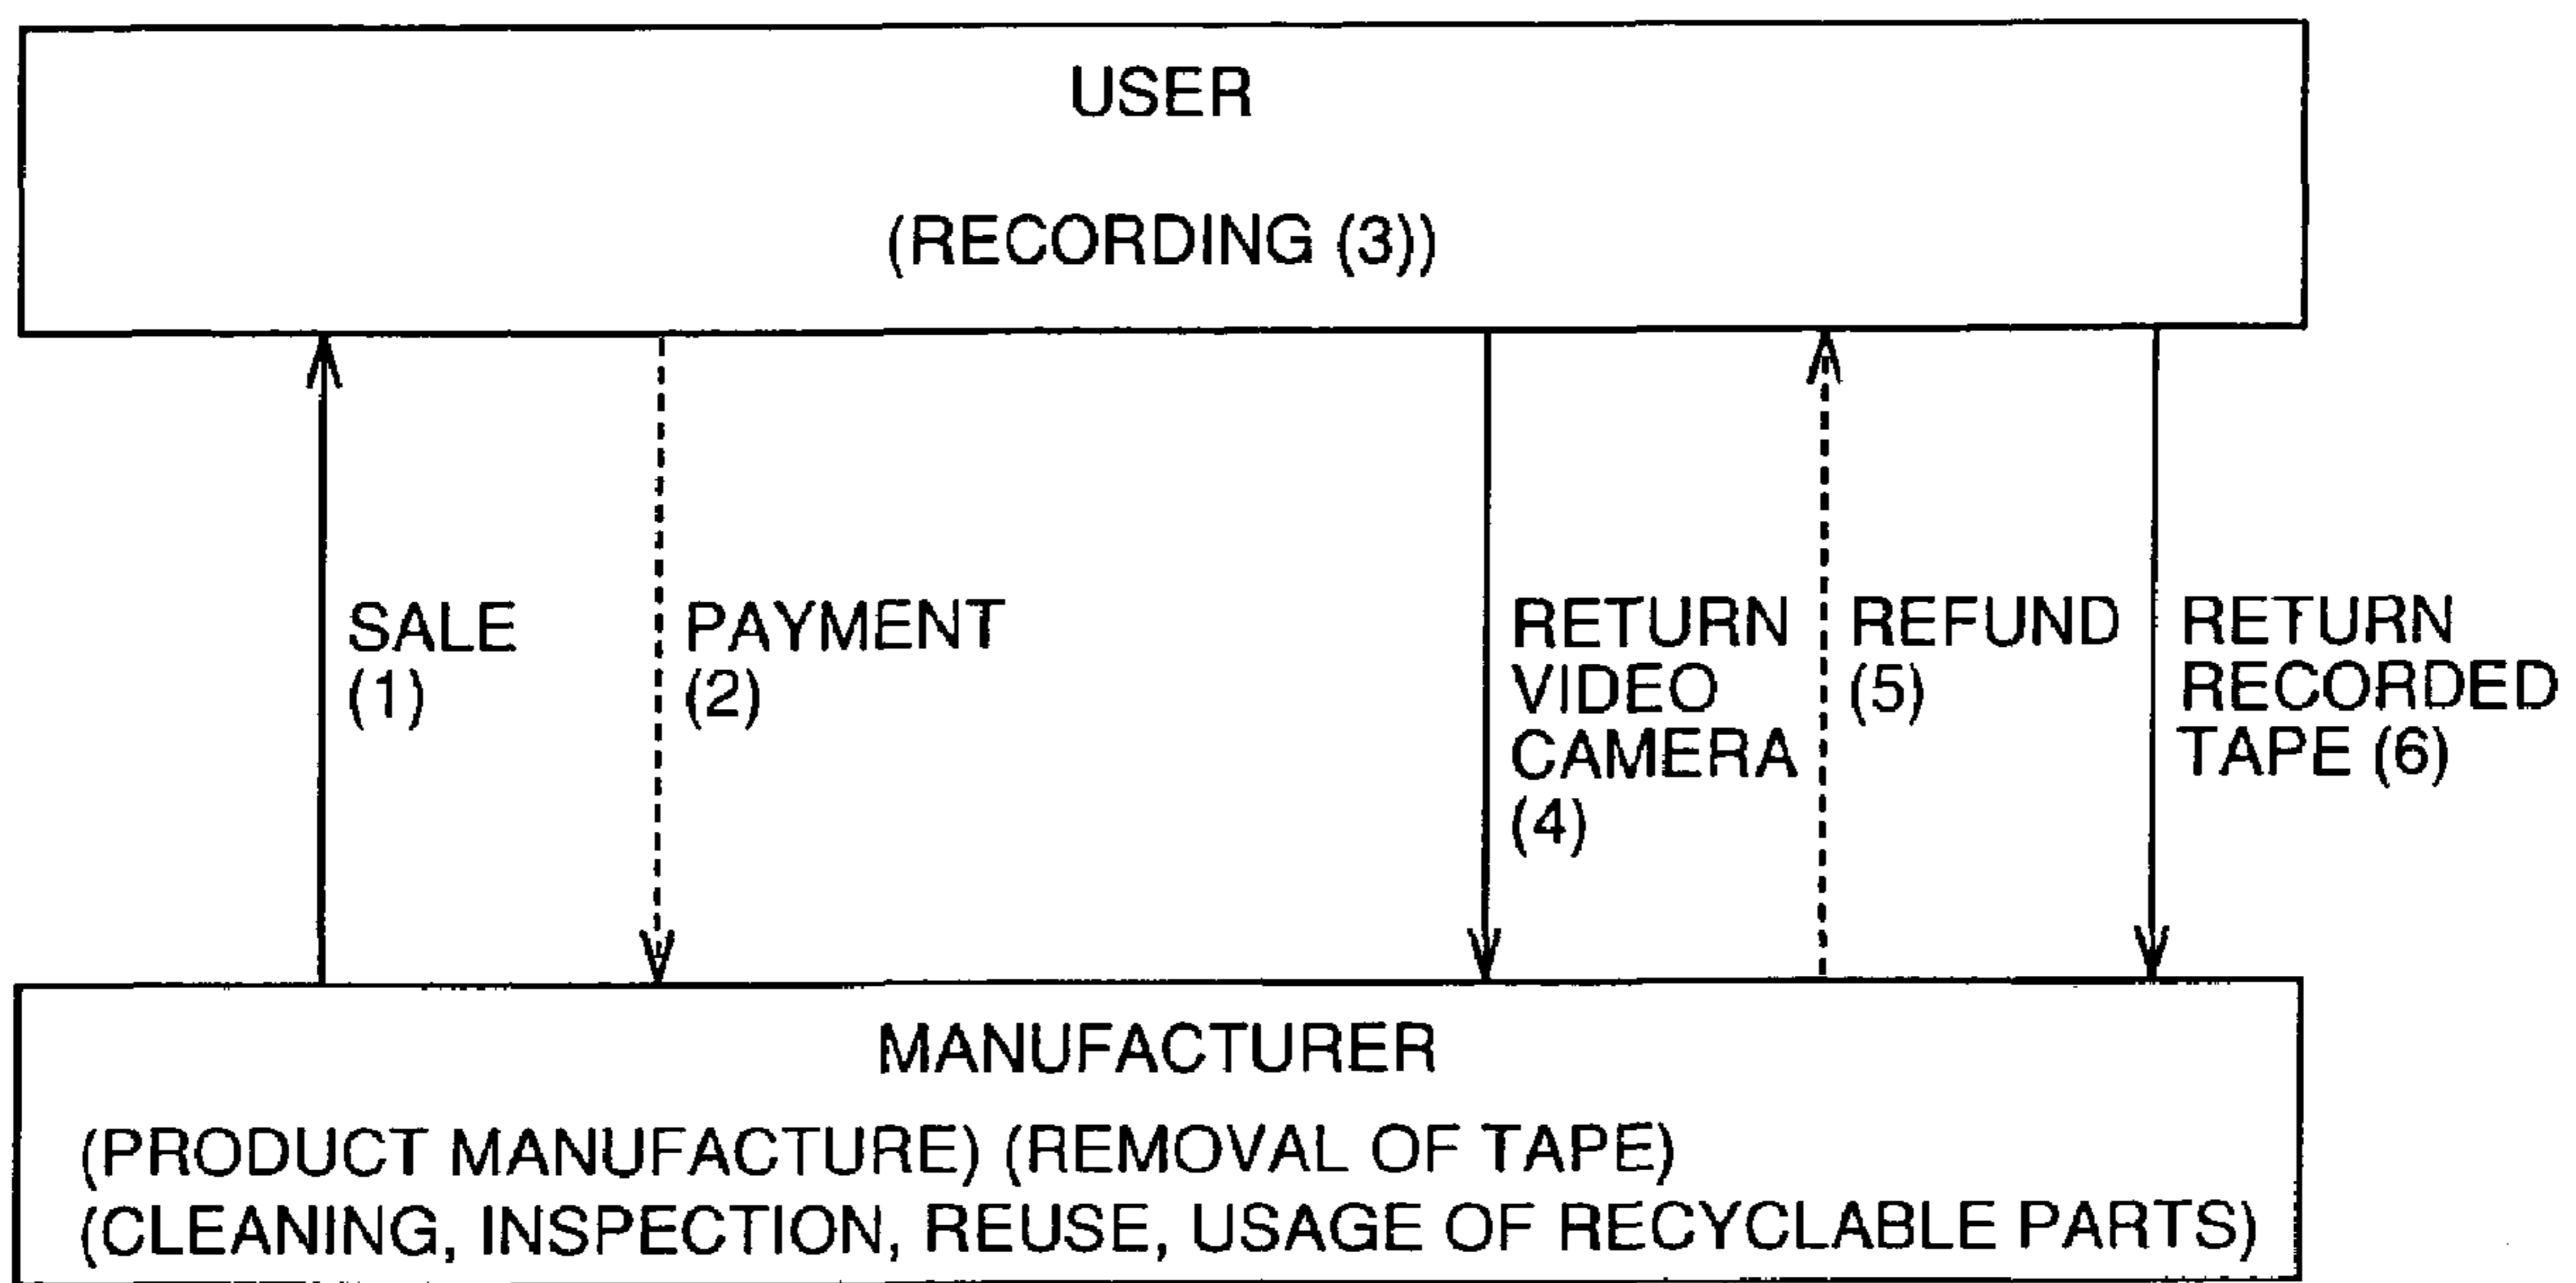 USER
(RECORDING (3))
SALE
(1)
PAYMENT
(2)
RETURN
VIDEO
CAMERA
(4)
REFUND
(5)
RETURN
RECORDED
TAPE (6)
MANUFACTURER
(PRODUCT MANUFACTURE) (REMOVAL OF TAPE)
(CLEANING, INSPECTION, REUSE, USAGE OF RECYCLABLE PARTS)